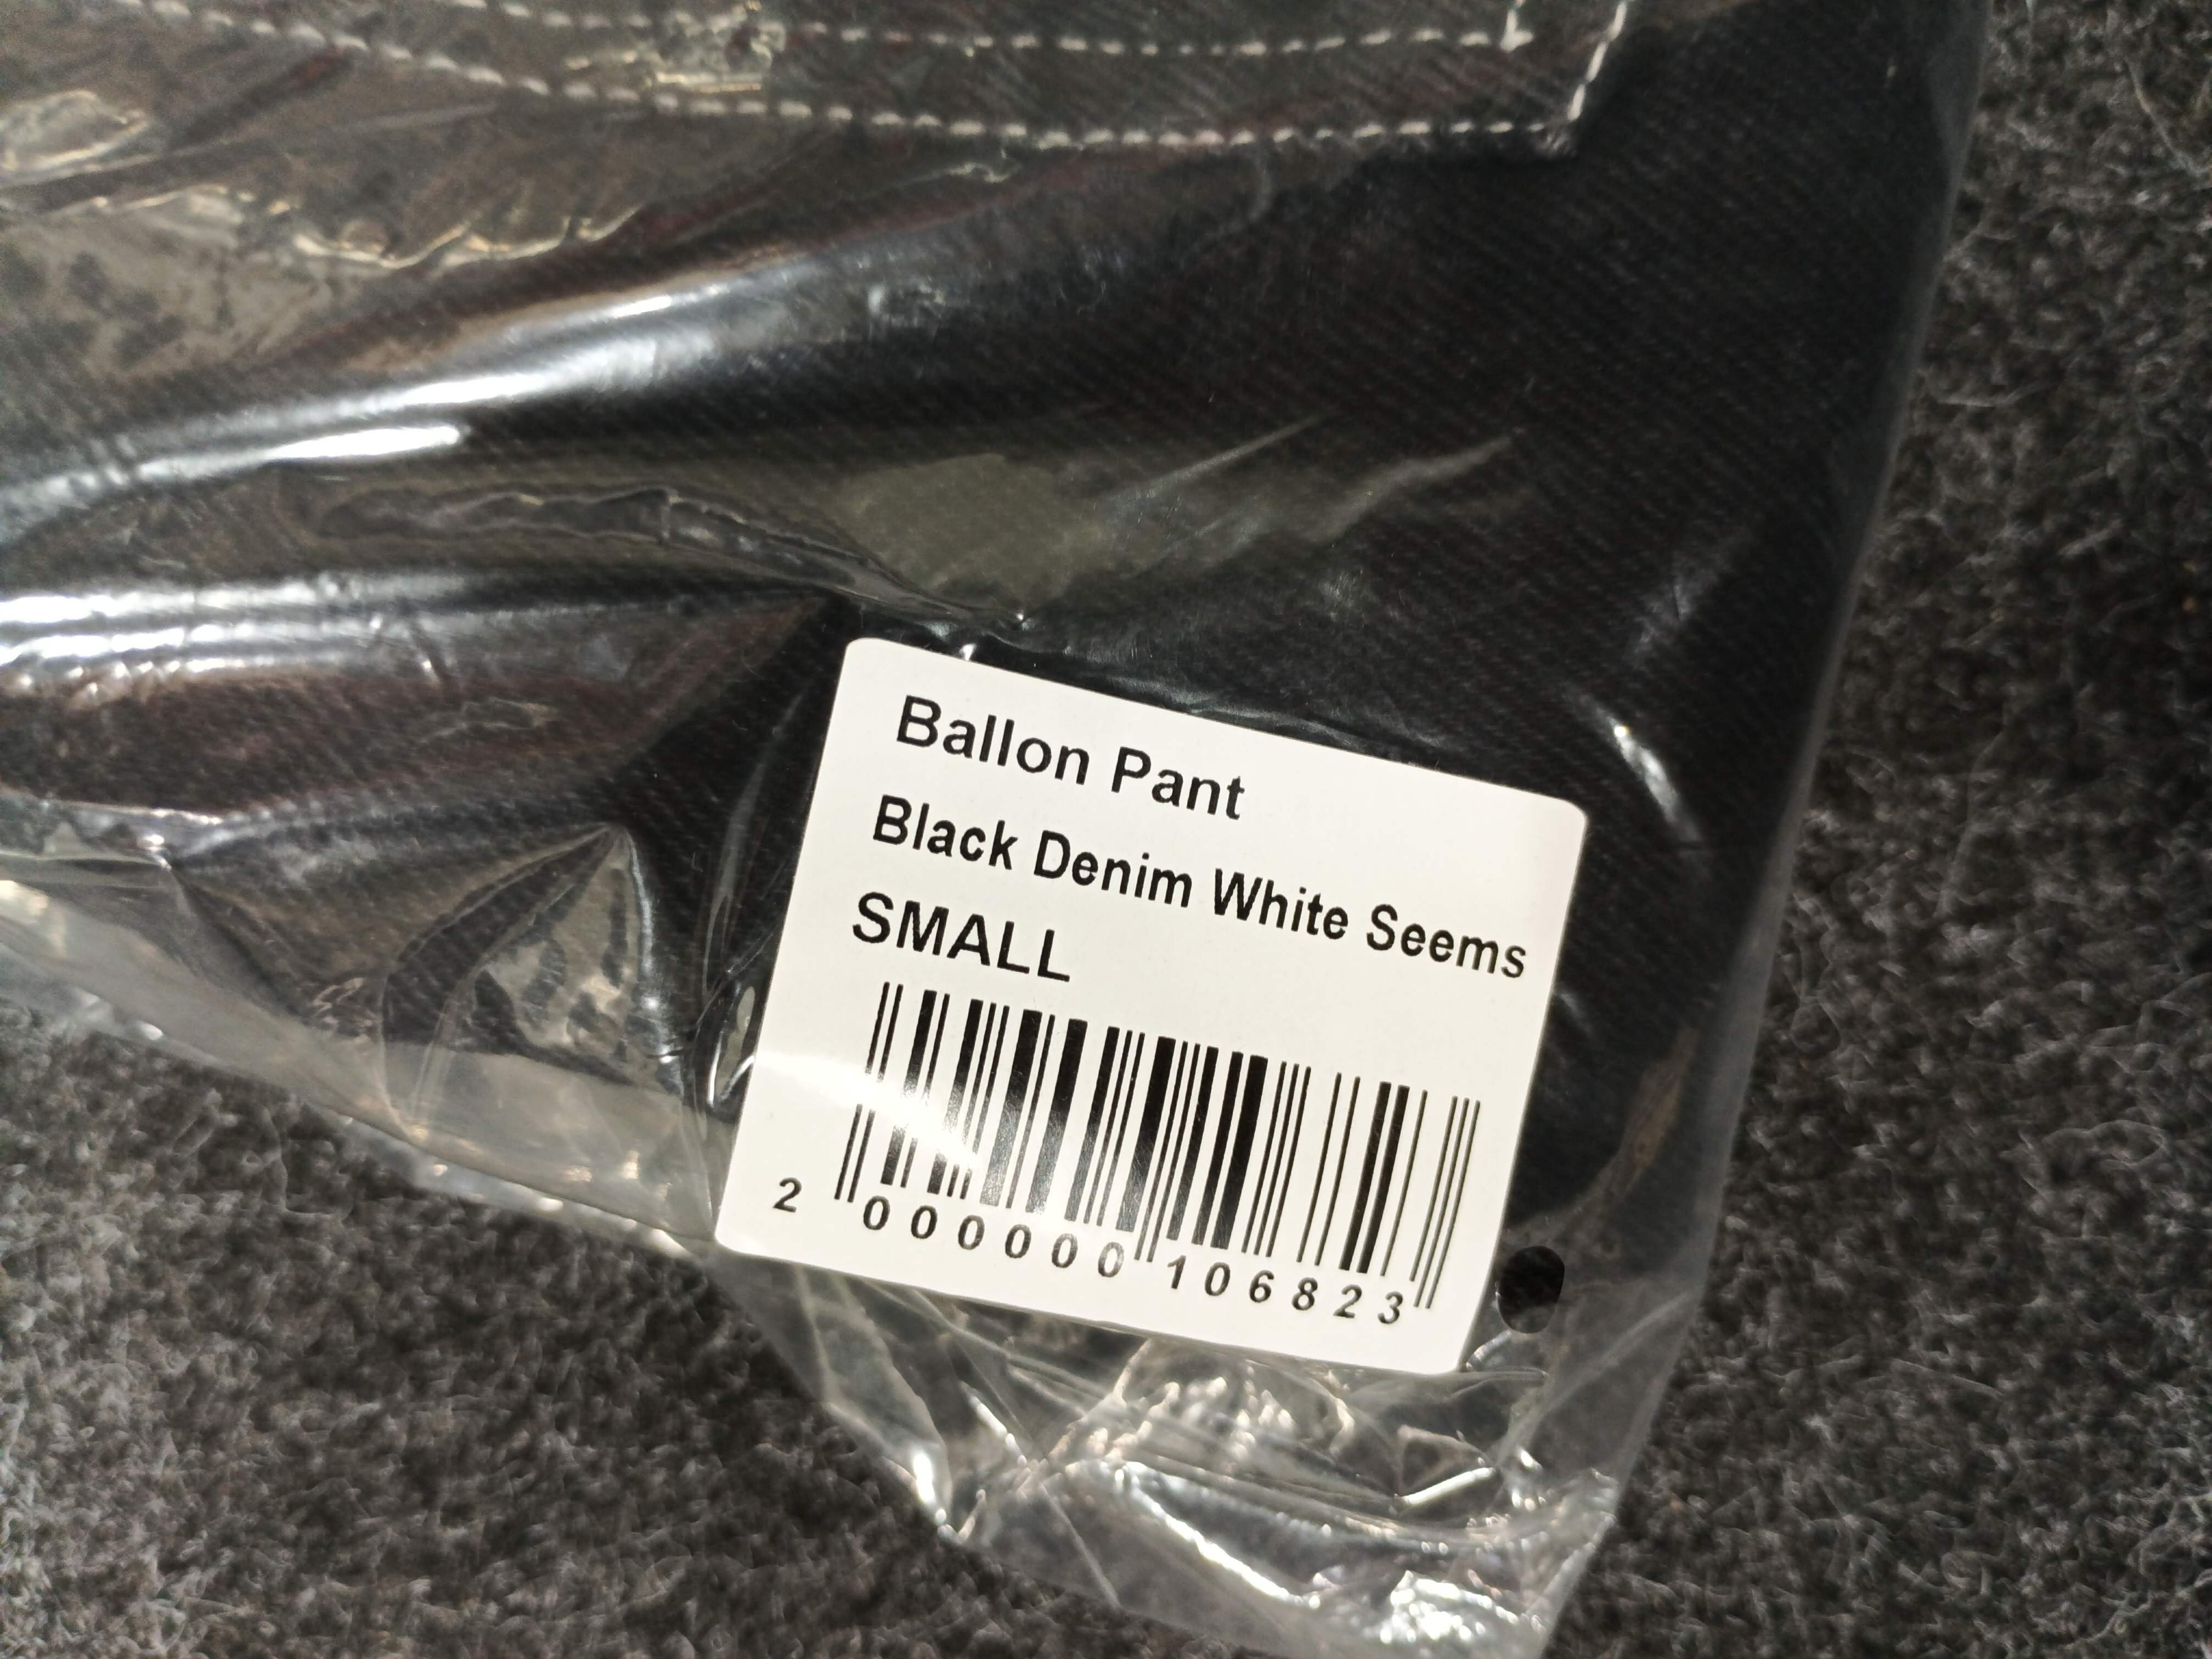 Ballon Pant
Black Denim White Seems
SMALL
2 000000 106823